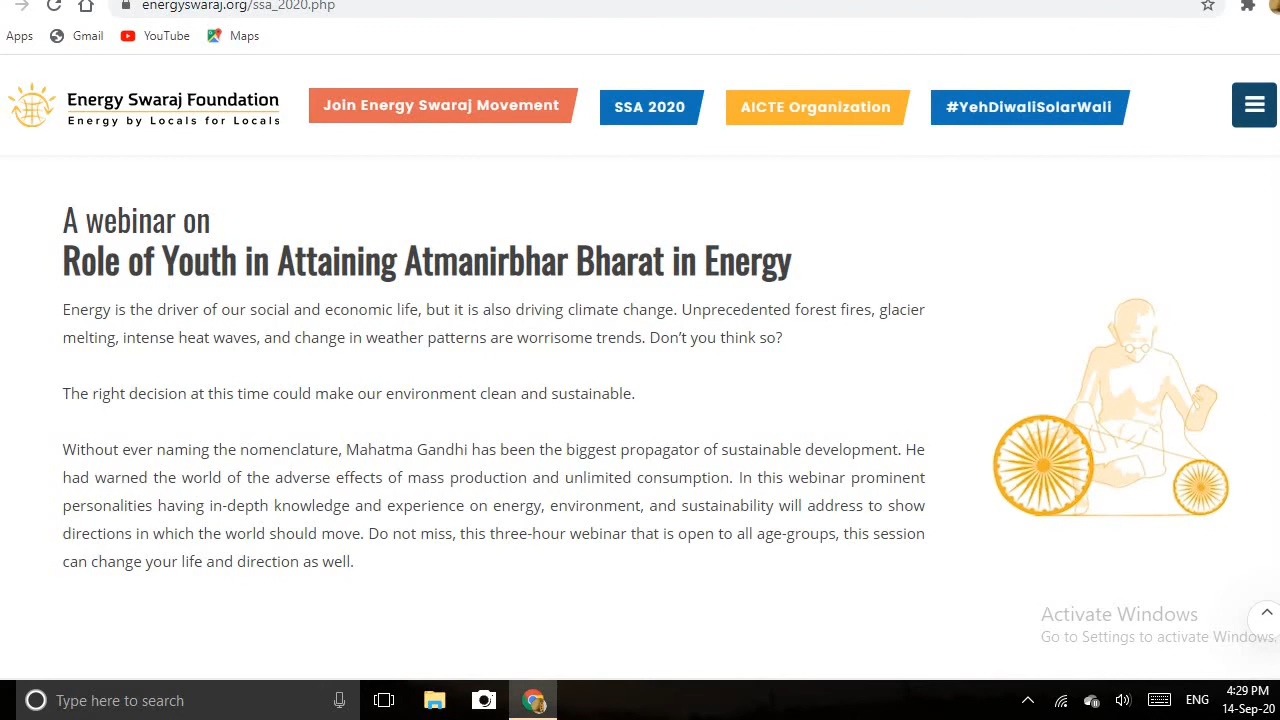 energyswaraj.org/ssa_2020.php
Apps Gmail YouTube Maps
Energy Swaraj Foundation
Energy by Locals for Locals
Join Energy Swaraj Movement
SSA 2020
AICTE Organization
#YehDiwaliSolarWali
A webinar on
Role of Youth in Attaining Atmanirbhar Bharat in Energy
Energy is the driver of our social and economic life, but it is also driving climate change. Unprecedented forest fires, glacier
melting, intense heat waves, and change in weather patterns are worrisome trends. Don’t you think so?
The right decision at this time could make our environment clean and sustainable.
Without ever naming the nomendature, Mahatma Gandhi has been the biggest propagator of sustainable development. He
had warned the world of the adverse effects of mass production and unlimited consumption. In this webinar prominent
personalities having in-depth knowledge and experience on energy, environment, and sustainability will address to show
directions in which the world should move. Do not miss, this three-hour webinar that is open to all age-groups, this session
can change your life and direction as well.
Activate Windows
Go to Settings to activate Windows.
Type here to search
ENG
4:29 PM
14-Sep-20